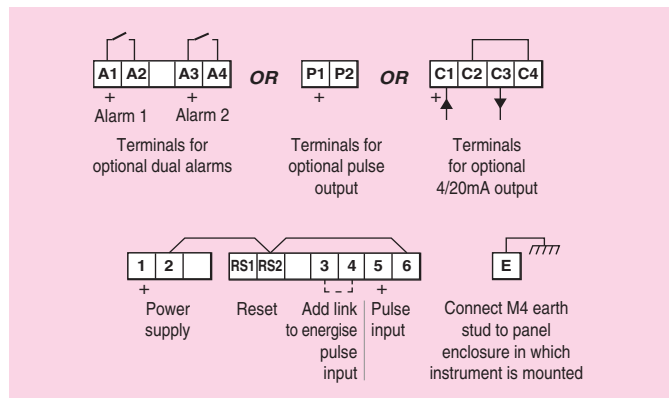 A1 A2 A3 A4 OR P1 P2 OR C1 C2 C3 C4
+ + + +
Alarm 1 Alarm 2
Terminals for
optional dual alarms
Terminals for
optional pulse
output
Terminals
for optional
4/20mA output
1 2 RS1 RS2 3 4 5 6 E
+ +
Power
supply
Reset
Add link
to energise
pulse
input
Pulse
input
Connect M4 earth
stud to panel
enclosure in which
instrument is mounted